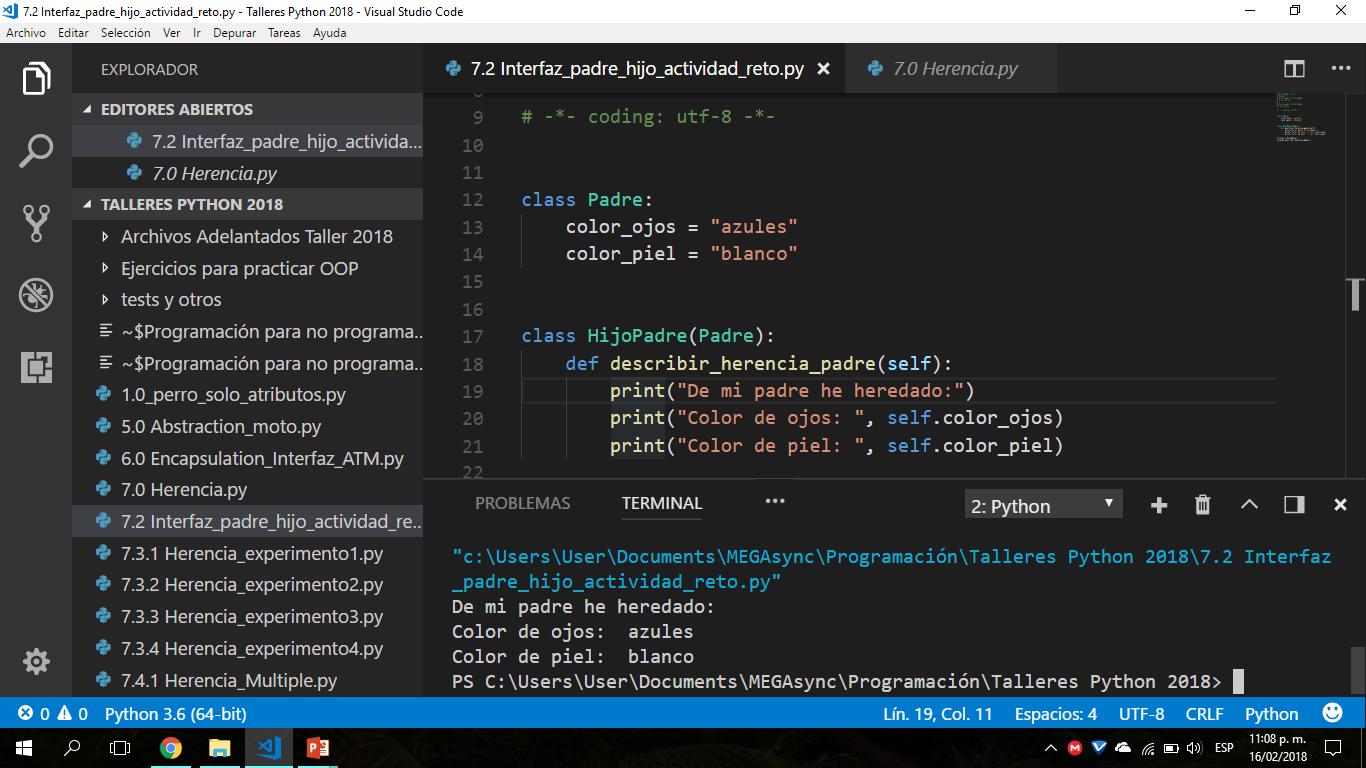 7.2 Interfaz_padre_hijo_actividad_reto.py - Talleres Python 2018 - Visual Studio Code
Archivo Editar Selección Ver Ir Depurar Tareas Ayuda
EXPLORADOR
EDITORES ABIERTOS
7.2 Interfaz_padre_hijo_activida...
7.0 Herencia.py
TALLERES PYTHON 2018
Archivos Adelantados Taller 2018
Ejercicios para practicar OOP
tests y otros
~$Programación para no programa...
~$Programación para no programa...
1.0_perro_solo_atributos.py
5.0 Abstraction_moto.py
6.0 Encapsulation_Interfaz_ATM.py
7.0 Herencia.py
7.2 Interfaz_padre_hijo_actividad_re...
7.3.1 Herencia_experimento1.py
7.3.2 Herencia_experimento2.py
7.3.3 Herencia_experimento3.py
7.3.4 Herencia_experimento4.py
7.4.1 Herencia_Multiple.py
7.2 Interfaz_padre_hijo_actividad_reto.py 7.0 Herencia.py
8
9 # -*- coding: utf-8 -*-
10
11
12 class Padre:
13     color_ojos = "azules"
14     color_piel = "blanco"
15
16
17 class HijoPadre(Padre):
18     def describir_herencia_padre(self):
19         print("De mi padre he heredado:")
20         print("Color de ojos: ", self.color_ojos)
21         print("Color de piel: ", self.color_piel)
22
PROBLEMAS TERMINAL ... 2: Python
"c:\Users\User\Documents\MEGAsync\Programación\Talleres Python 2018\7.2 Interfaz
_padre_hijo_actividad_reto.py"
De mi padre he heredado:
Color de ojos:  azules
Color de piel:  blanco
PS C:\Users\User\Documents\MEGAsync\Programación\Talleres Python 2018>
0 0 Python 3.6 (64-bit) Lín. 19, Col. 11 Espacios: 4 UTF-8 CRLF Python
ESP 11:08 p. m.
16/02/2018